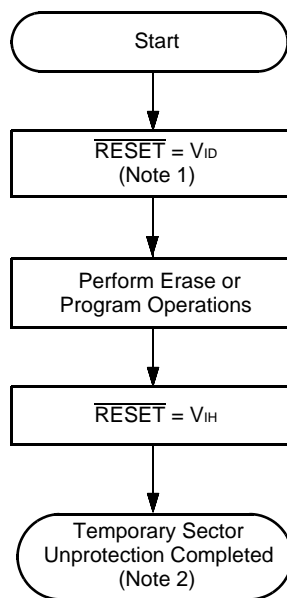 Start
RESET = VID
(Note 1)
Perform Erase or
Program Operations
RESET = VIH
Temporary Sector
Unprotection Completed
(Note 2)